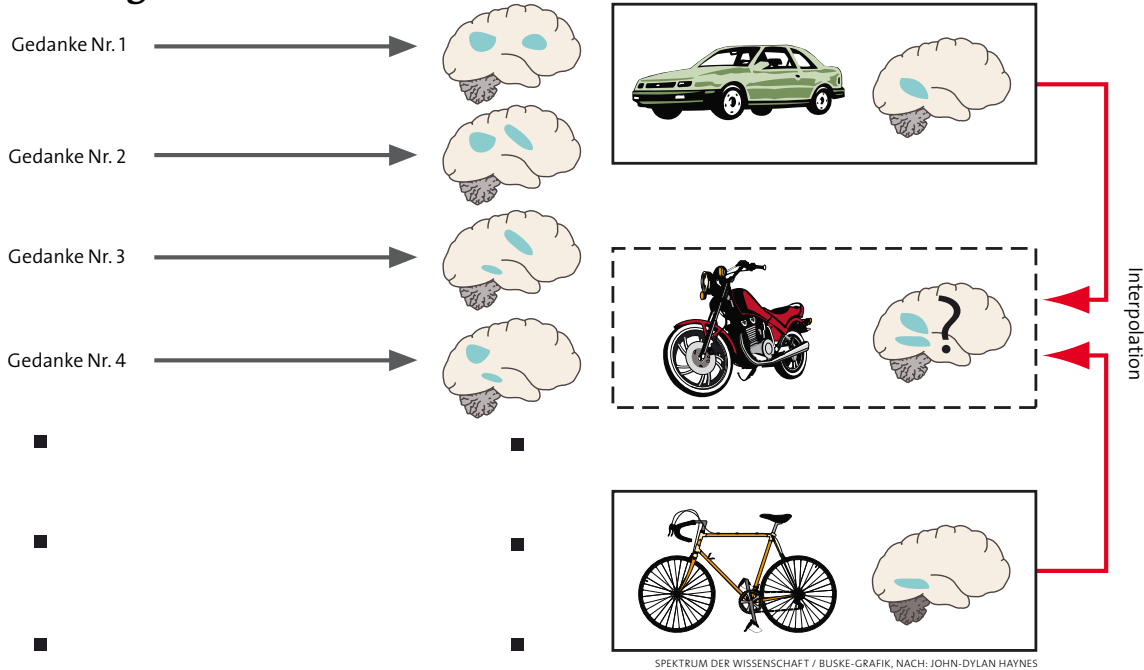 Gedanke Nr. 1
Gedanke Nr. 2
Gedanke Nr. 3
Gedanke Nr. 4
?
Interpolation
SPEKTRUM DER WISSENSCHAFT / BUSKE-GRAFIK, NACH: JOHN-DYLAN HAYNES